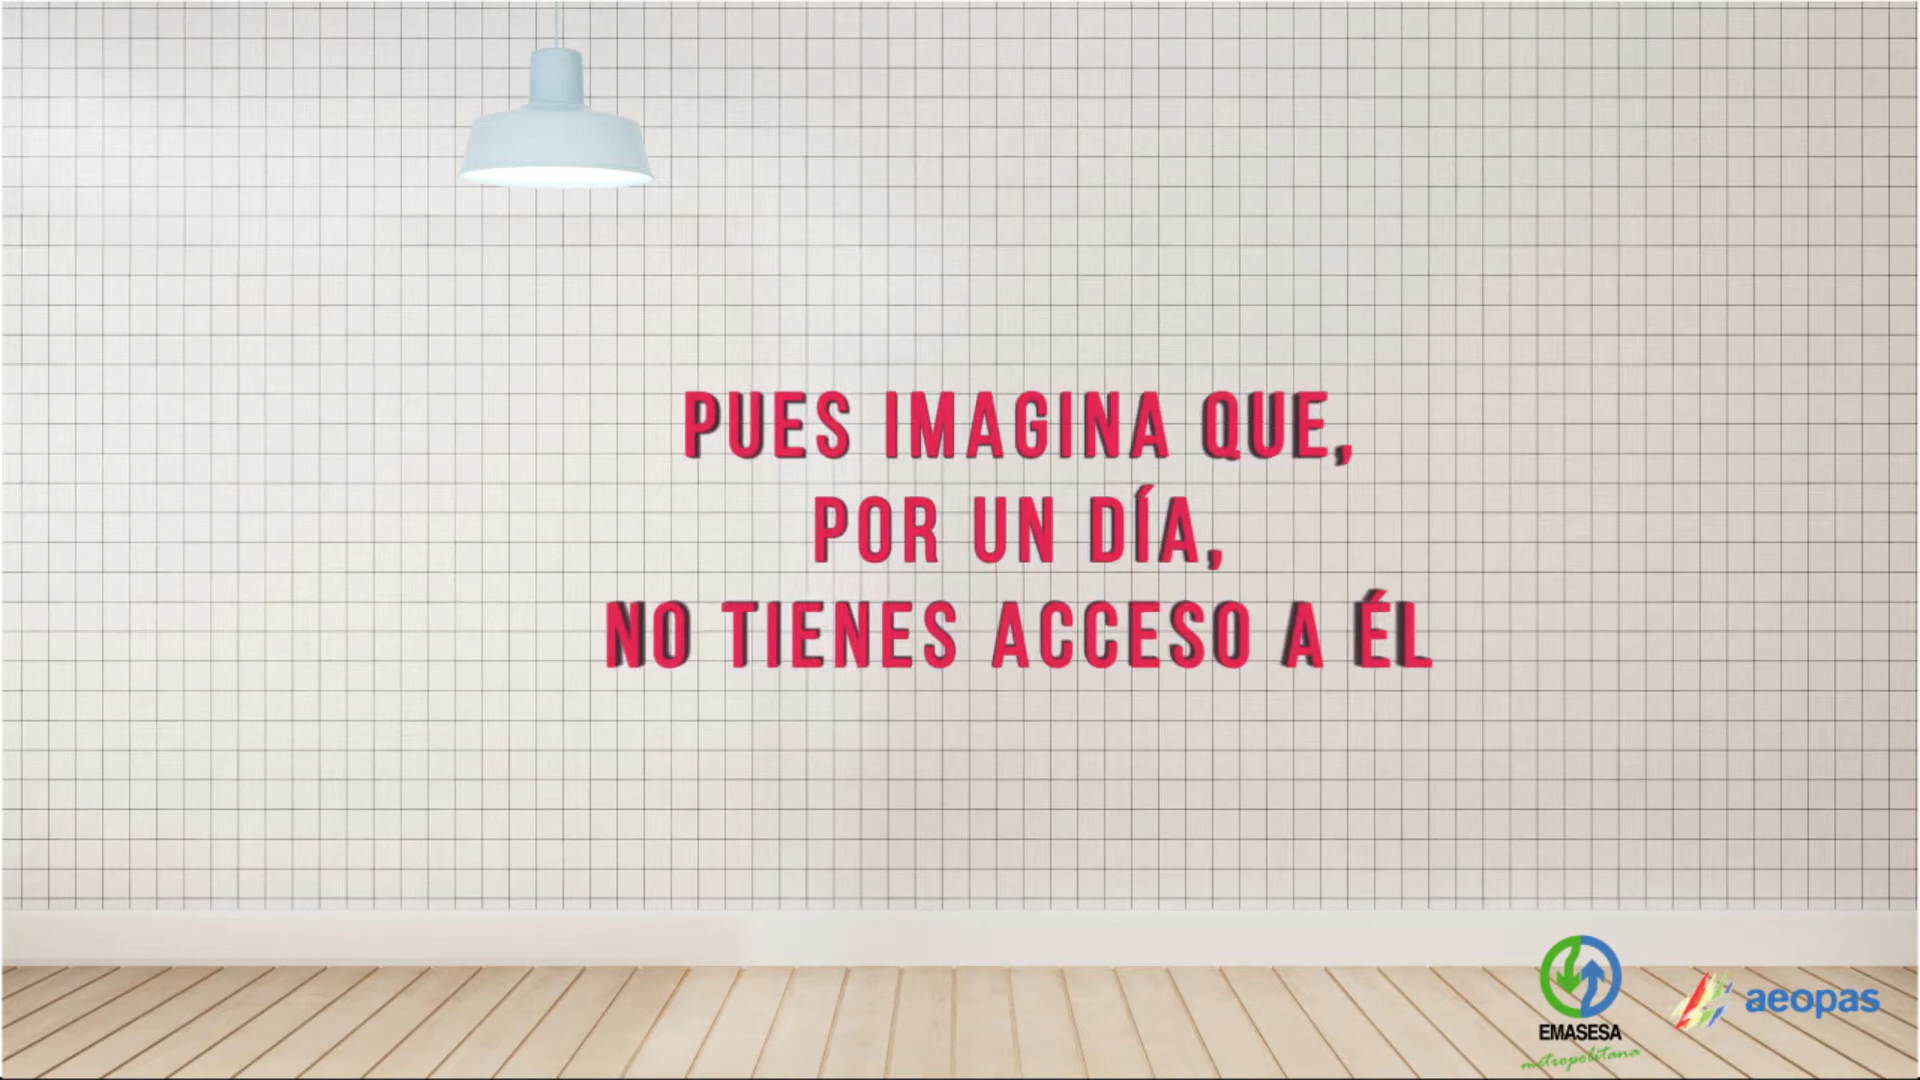 PUES IMAGINA QUE,
POR UN DÍA,
NO TIENES ACCESO A ÉL
EMASESA
metropolitana
aeopas